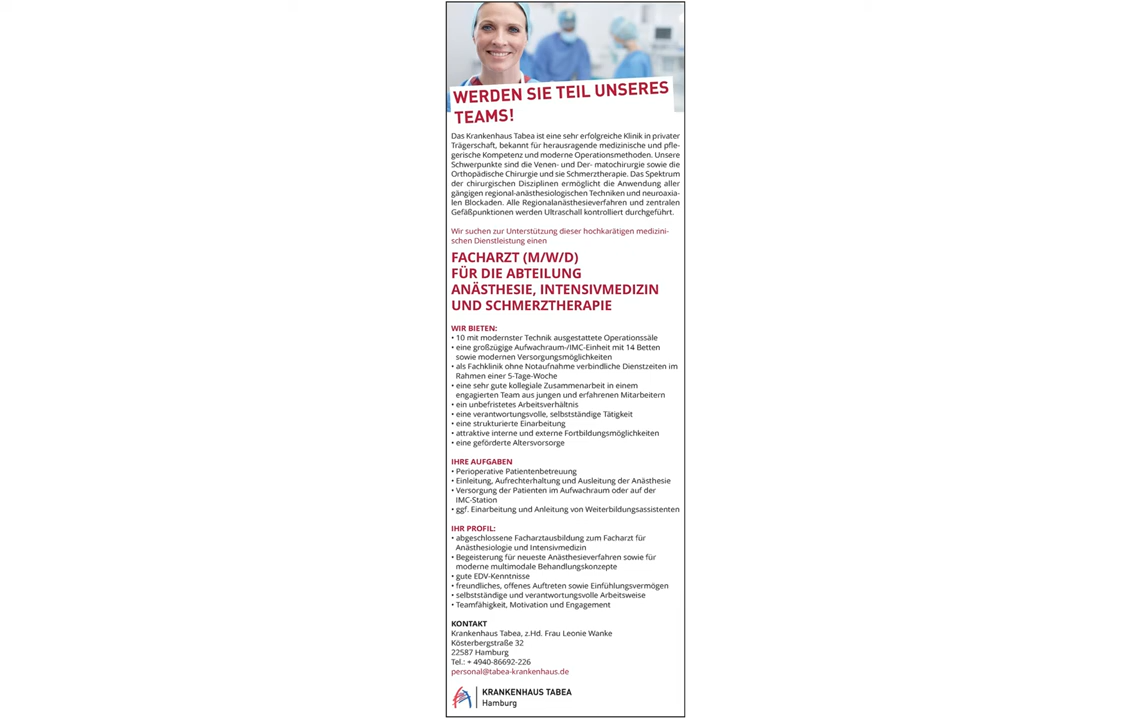 WERDEN SIE TEIL UNSERES
TEAMS!
Das Krankenhaus Tabea ist eine sehr erfolgreiche Klinik in privater
Trägerschaft, bekannt für herausragende medizinische und pfle-
gerische Kompetenz und moderne Operationsmethoden. Unsere
Schwerpunkte sind die Venen- und Der- matochirurgie sowie die
Orthopädische Chirurgie und sie Schmerztherapie. Das Spektrum
der chirurgischen Disziplinen ermöglicht die Anwendung aller
gängigen regional-anästhesiologischen Techniken und neuroaxia-
len Blockaden. Alle Regionalanästhesieverfahren und zentralen
Gefäßpunktionen werden Ultraschall kontrolliert durchgeführt.
Wir suchen zur Unterstützung dieser hochkarätigen medizini-
schen Dienstleistung einen
FACHARZT (M/W/D)
FÜR DIE ABTEILUNG
ANÄSTHESIE, INTENSIVMEDIZIN
UND SCHMERZTHERAPIE
WIR BIETEN:
• 10 mit modernster Technik ausgestattete Operationssäle
• eine großzügige Aufwachraum-/IMC-Einheit mit 14 Betten
sowie modernen Versorgungsmöglichkeiten
• als Fachklinik ohne Notaufnahme verbindliche Dienstzeiten im
Rahmen einer 5-Tage-Woche
• eine sehr gute kollegiale Zusammenarbeit in einem
engagierten Team aus jungen und erfahrenen Mitarbeitern
• ein unbefristetes Arbeitsverhältnis
• eine verantwortungsvolle, selbstständige Tätigkeit
• eine strukturierte Einarbeitung
• attraktive interne und externe Fortbildungsmöglichkeiten
• eine geförderte Altersvorsorge
IHRE AUFGABEN
• Perioperative Patientenbetreuung
• Einleitung, Aufrechterhaltung und Ausleitung der Anästhesie
• Versorgung der Patienten im Aufwachraum oder auf der
IMC-Station
• ggf. Einarbeitung und Anleitung von Weiterbildungsassistenten
IHR PROFIL:
• abgeschlossene Facharztausbildung zum Facharzt für
Anästhesiologie und Intensivmedizin
• Begeisterung für neueste Anästhesieverfahren sowie für
moderne multimodale Behandlungskonzepte
• gute EDV-Kenntnisse
• freundliches, offenes Auftreten sowie Einfühlungsvermögen
• selbstständige und verantwortungsvolle Arbeitsweise
• Teamfähigkeit, Motivation und Engagement
KONTAKT
Krankenhaus Tabea, z.Hd. Frau Leonie Wanke
Kösterbergstraße 32
22587 Hamburg
Tel.: + 4940-86692-226
personal@tabea-krankenhaus.de
KRANKENHAUS TABEA
Hamburg